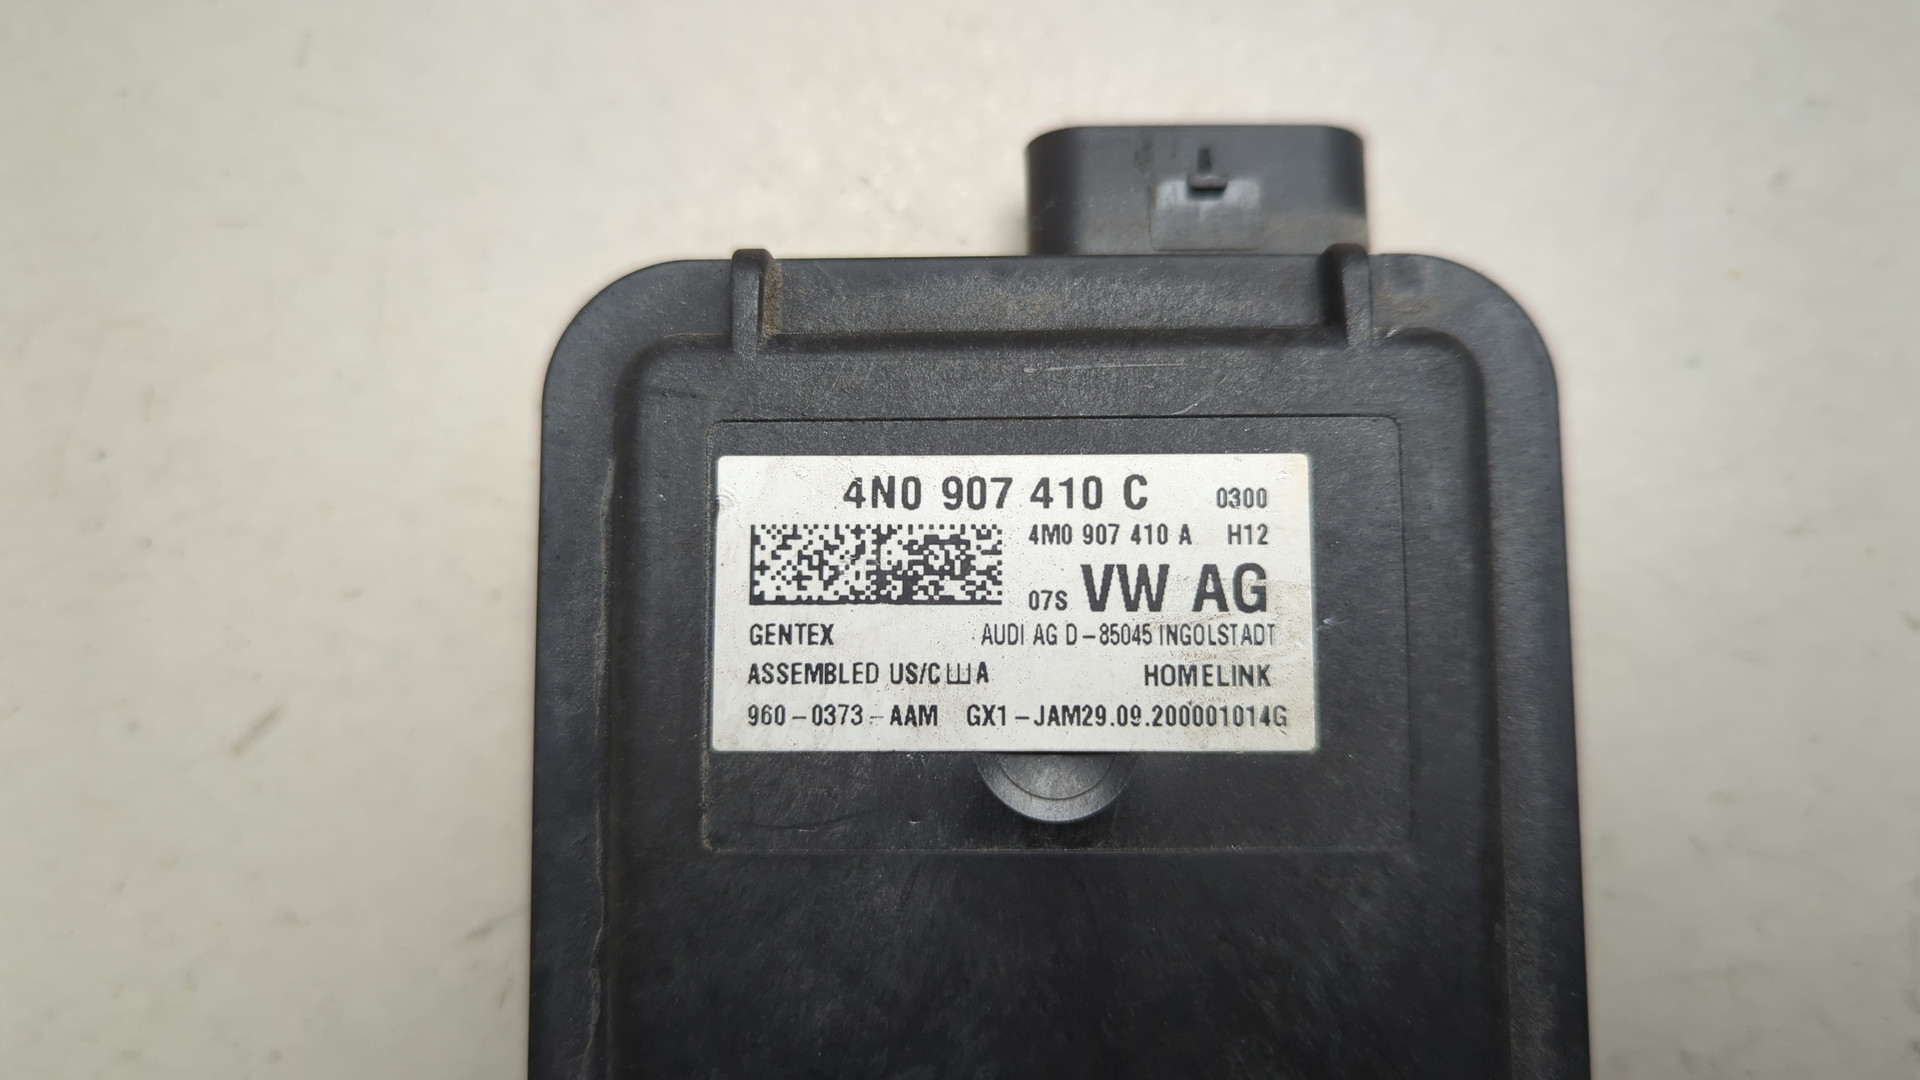 4N0 907 410 C 0300
4M0 907 410 A H12
07S VW AG
GENTEX AUDI AG D-85045 INGOLSTADT
ASSEMBLED US/CШA HOMELINK
960-0373-AAM GX1-JAM29.09.200001014G